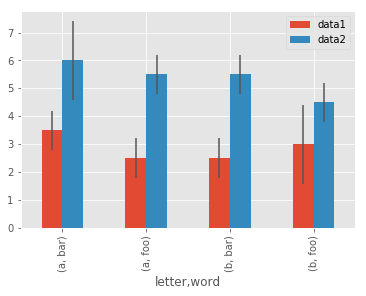 data1
data2
7
6
5
4
3
2
1
0
(a, bar)
(a, foo)
(b, bar)
(b, foo)
letter,word